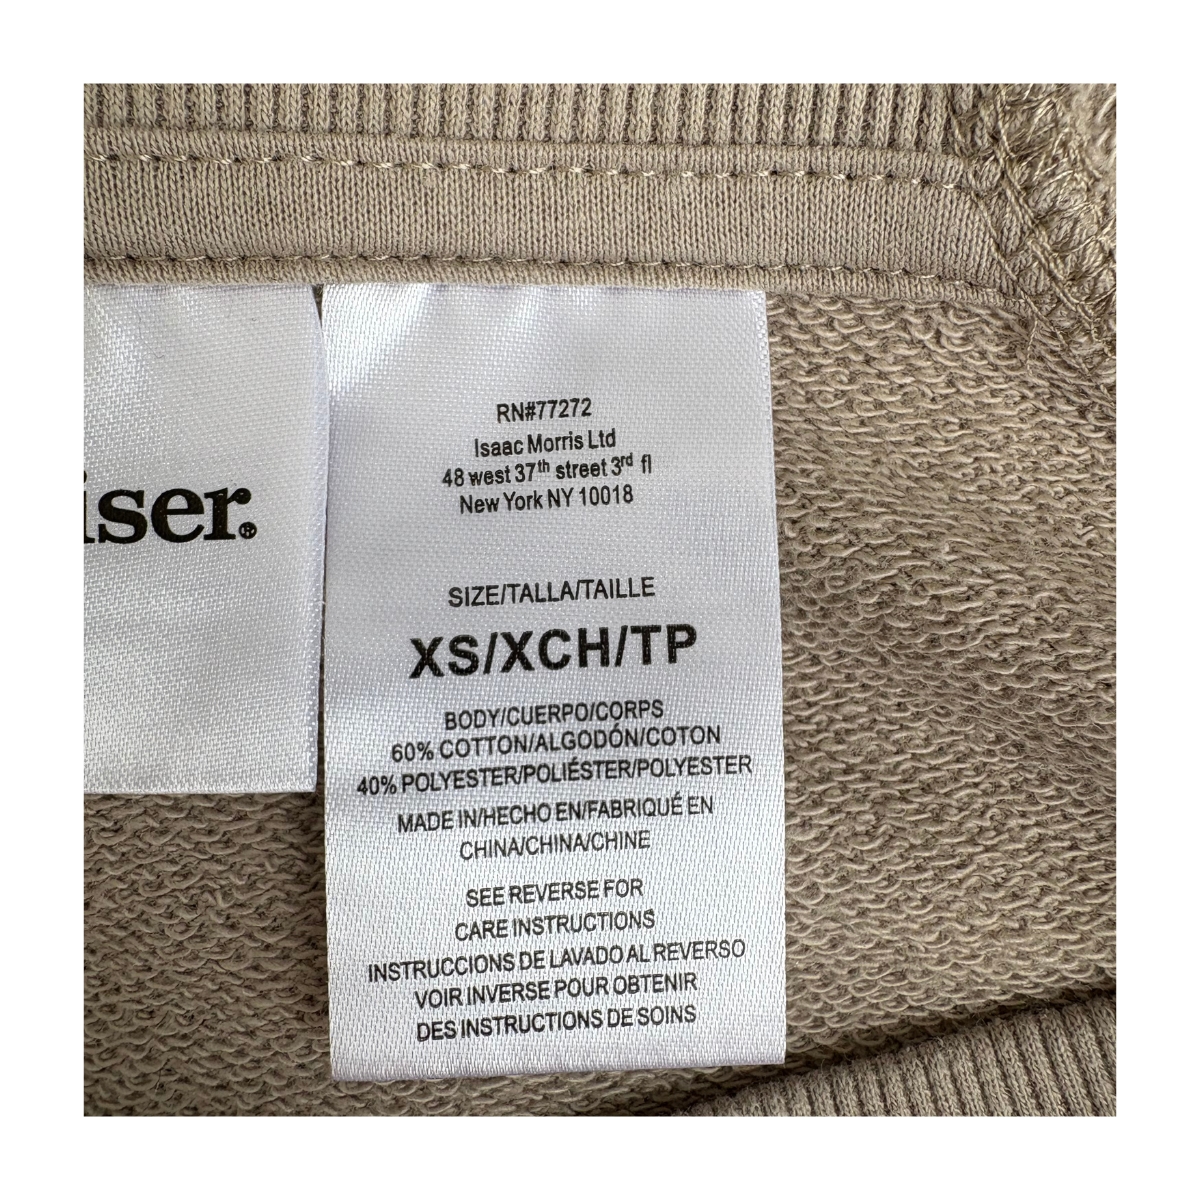 iser.®
RN#77272
Isaac Morris Ltd
48 west 37th street 3rd fl
New York NY 10018
SIZE/TALLA/TAILLE
XS/XCH/TP
BODY/CUERPO/CORPS
60% COTTON/ALGODÓN/COTON
40% POLYESTER/POLIÉSTER/POLYESTER
MADE IN/HECHO EN/FABRIQUÉ EN
CHINA/CHINA/CHINE
SEE REVERSE FOR
CARE INSTRUCTIONS
INSTRUCCIONS DE LAVADO AL REVERSO
VOIR INVERSE POUR OBTENIR
DES INSTRUCTIONS DE SOINS